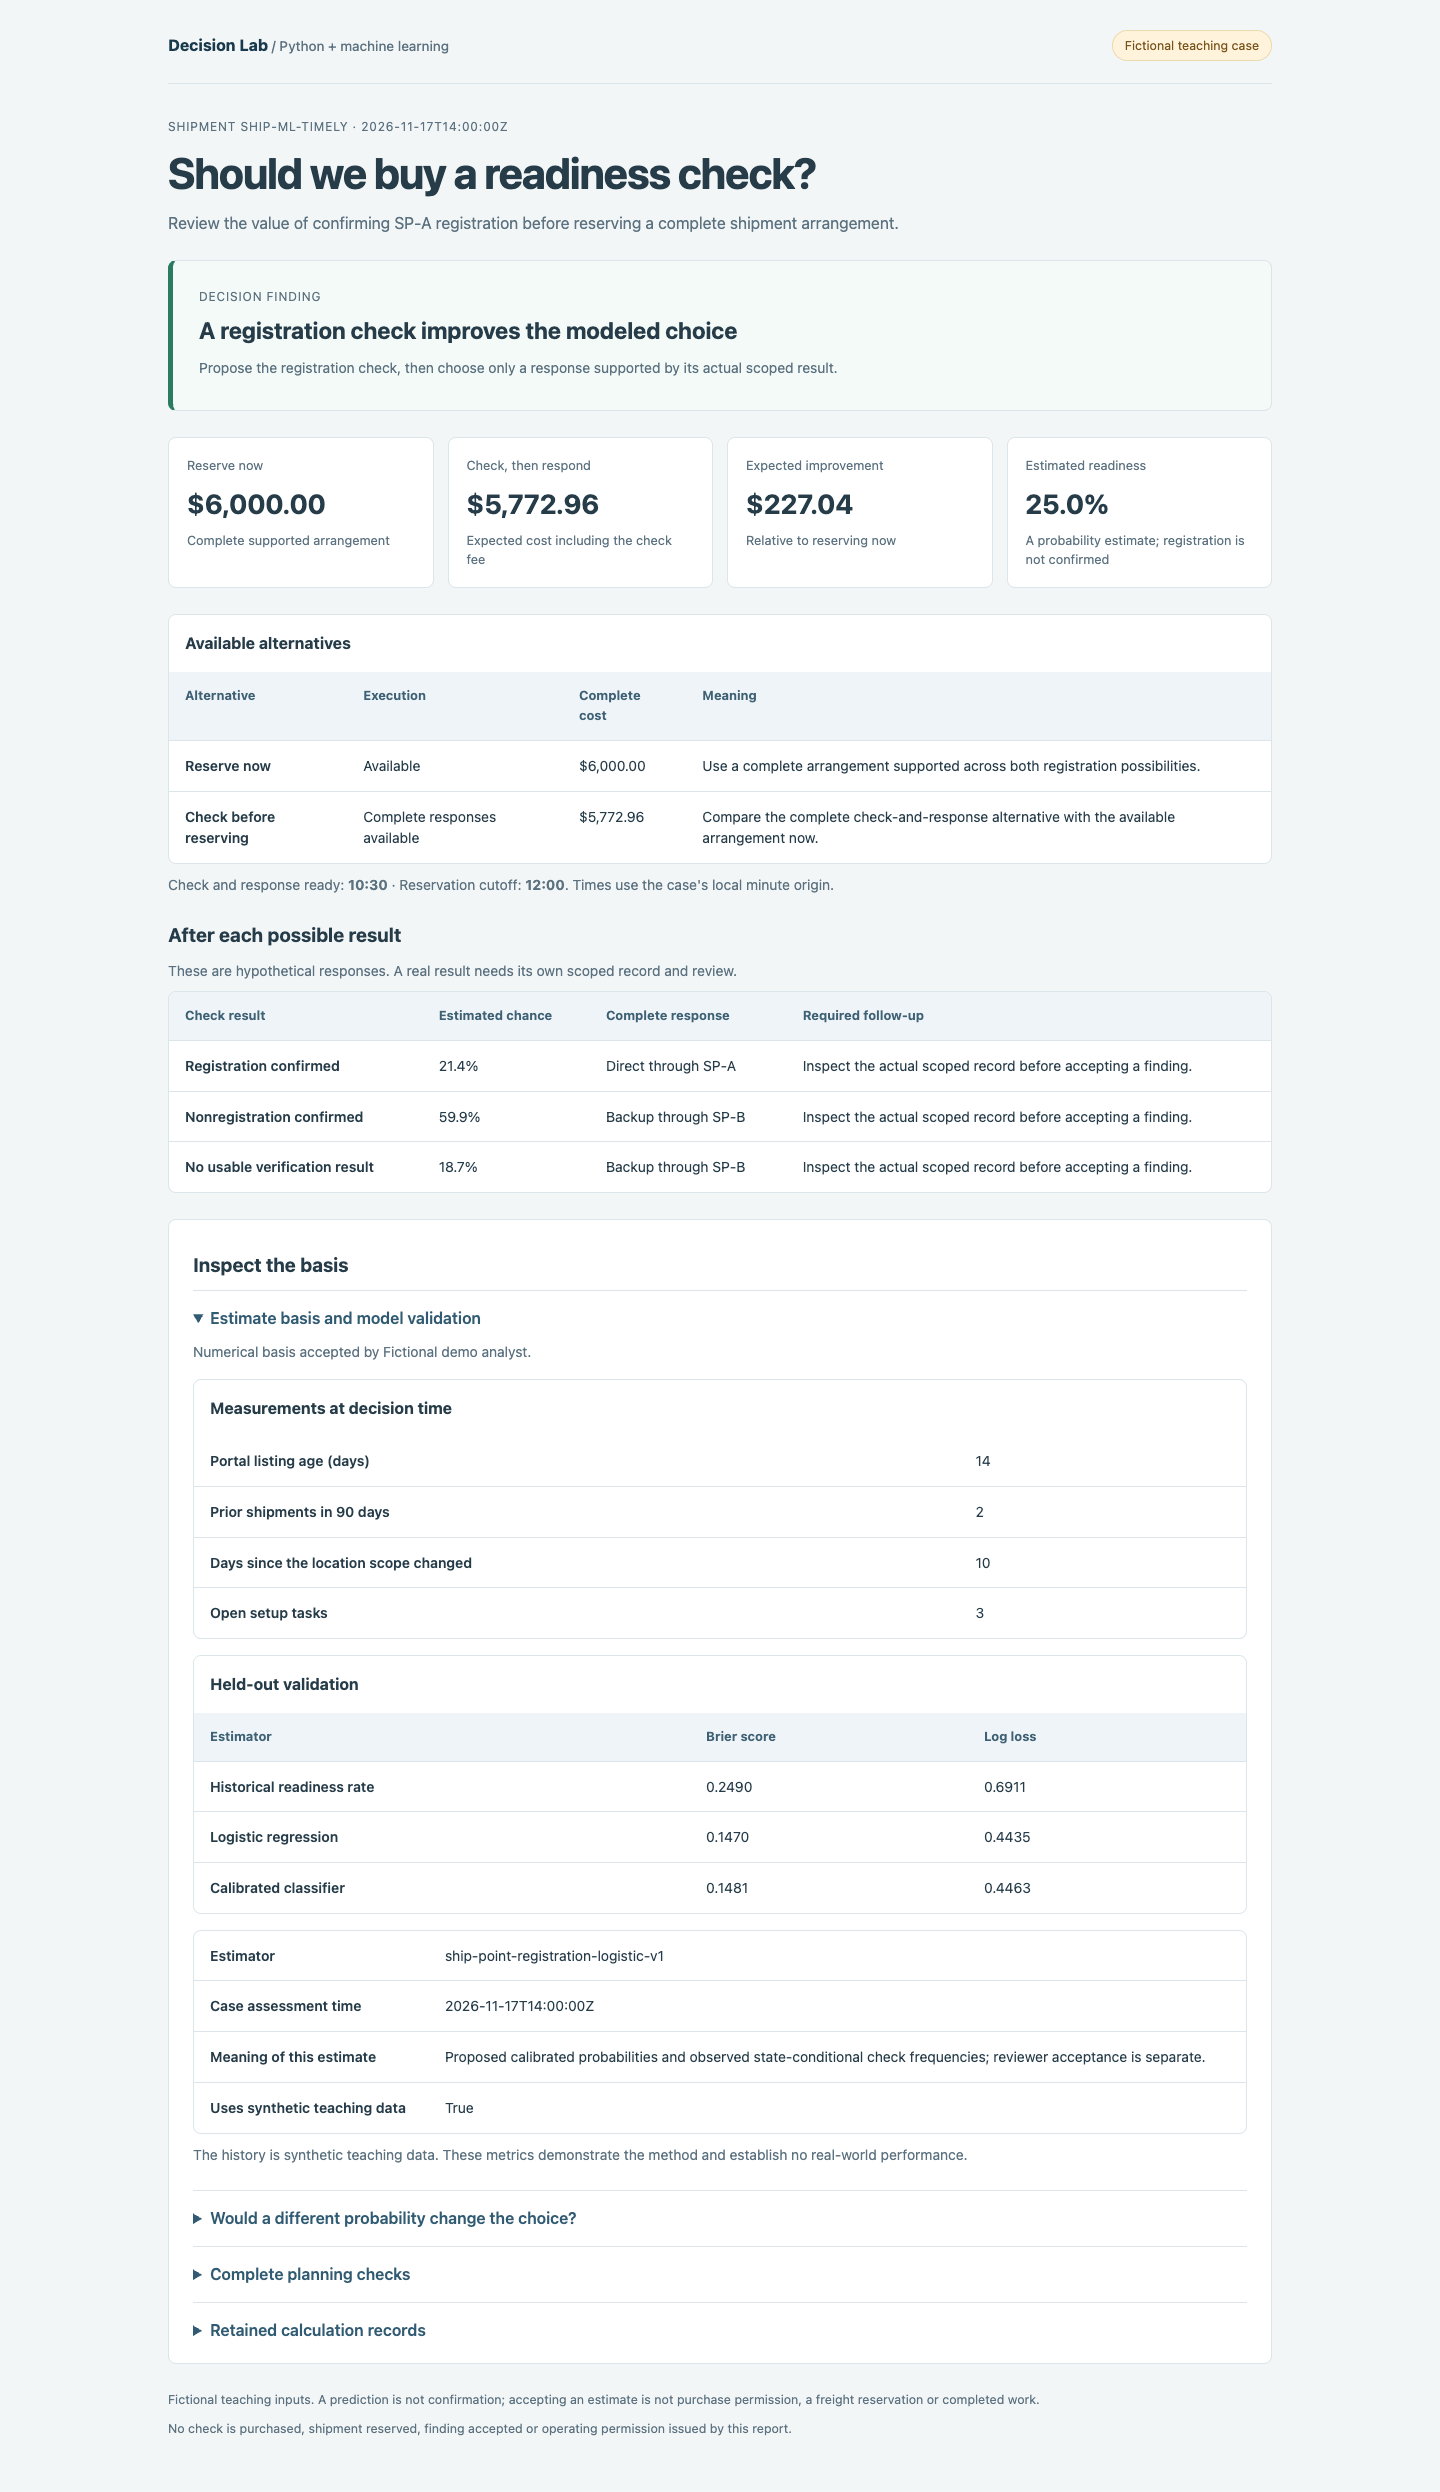 Decision Lab / Python + machine learning
Fictional teaching case
SHIPMENT SHIP-ML-TIMELY · 2026-11-17T14:00:00Z
Should we buy a readiness check?
Review the value of confirming SP-A registration before reserving a complete shipment arrangement.
DECISION FINDING
A registration check improves the modeled choice
Propose the registration check, then choose only a response supported by its actual scoped result.
Reserve now
$6,000.00
Complete supported arrangement
Check, then respond
$5,772.96
Expected cost including the check
fee
Expected improvement
$227.04
Relative to reserving now
Estimated readiness
25.0%
A probability estimate; registration is
not confirmed
Available alternatives
Alternative Execution Complete
cost Meaning
Reserve now Available $6,000.00 Use a complete arrangement supported across both registration possibilities.
Check before Complete responses $5,772.96 Compare the complete check-and-response alternative with the available
reserving available arrangement now.
Check and response ready: 10:30 · Reservation cutoff: 12:00. Times use the case's local minute origin.
After each possible result
These are hypothetical responses. A real result needs its own scoped record and review.
Check result Estimated chance Complete response Required follow-up
Registration confirmed 21.4% Direct through SP-A Inspect the actual scoped record before accepting a finding.
Nonregistration confirmed 59.9% Backup through SP-B Inspect the actual scoped record before accepting a finding.
No usable verification result 18.7% Backup through SP-B Inspect the actual scoped record before accepting a finding.
Inspect the basis
▼ Estimate basis and model validation
Numerical basis accepted by Fictional demo analyst.
Measurements at decision time
Portal listing age (days) 14
Prior shipments in 90 days 2
Days since the location scope changed 10
Open setup tasks 3
Held-out validation
Estimator Brier score Log loss
Historical readiness rate 0.2490 0.6911
Logistic regression 0.1470 0.4435
Calibrated classifier 0.1481 0.4463
Estimator ship-point-registration-logistic-v1
Case assessment time 2026-11-17T14:00:00Z
Meaning of this estimate Proposed calibrated probabilities and observed state-conditional check frequencies; reviewer acceptance is separate.
Uses synthetic teaching data True
The history is synthetic teaching data. These metrics demonstrate the method and establish no real-world performance.
▶ Would a different probability change the choice?
▶ Complete planning checks
▶ Retained calculation records
Fictional teaching inputs. A prediction is not confirmation; accepting an estimate is not purchase permission, a freight reservation or completed work.
No check is purchased, shipment reserved, finding accepted or operating permission issued by this report.